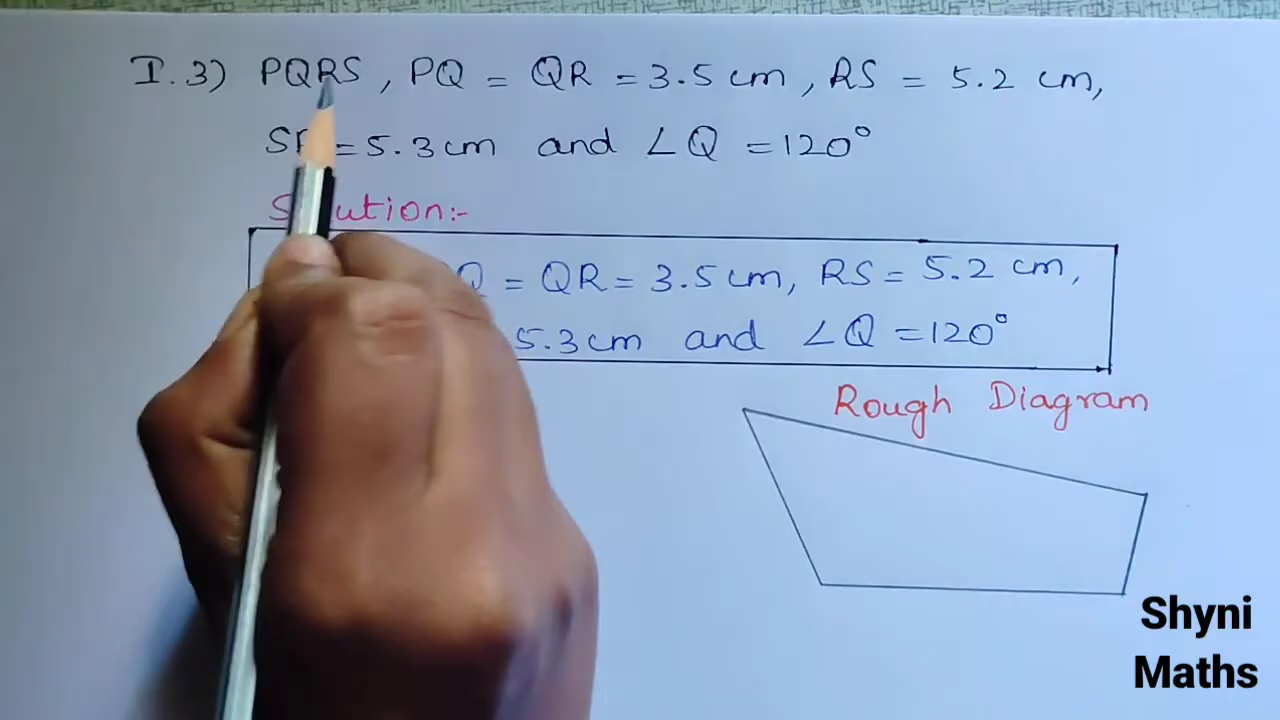 I.3) PQRS, PQ = QR = 3.5 cm, RS = 5.2 cm,
= 5.3 cm and ∠Q = 120°
Q = QR = 3.5 cm, RS = 5.2 cm,
5.3 cm and ∠Q = 120°
Rough Diagram
Shyni
Maths